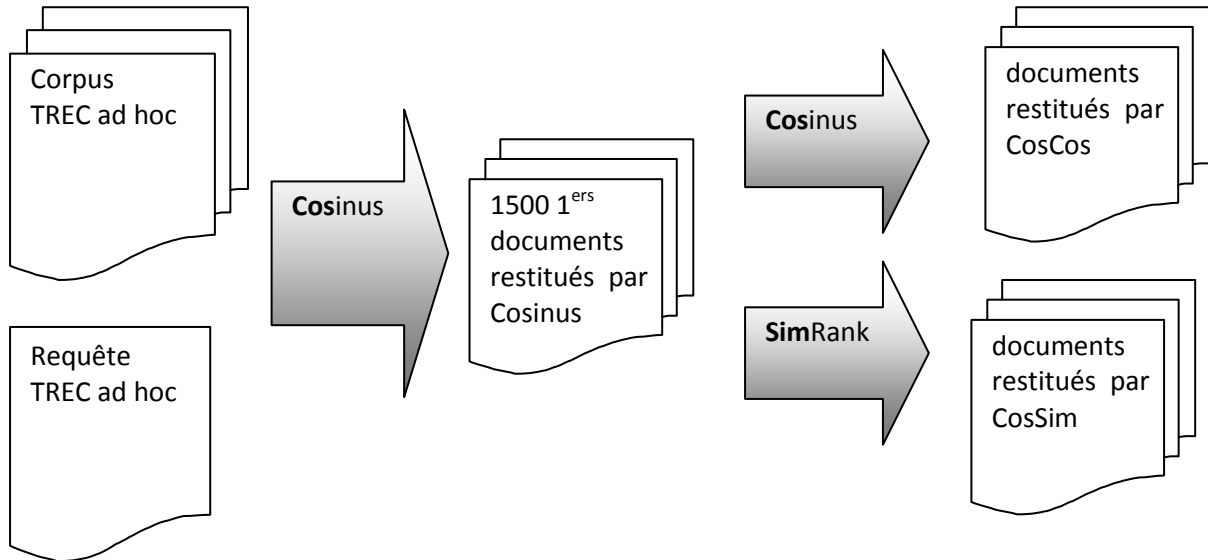 Corpus
TREC ad hoc
Requête
TREC ad hoc
Cosinus
1500 1ers
documents
restitués par
Cosinus
Cosinus
SimRank
documents
restitués par
CosCos
documents
restitués par
CosSim